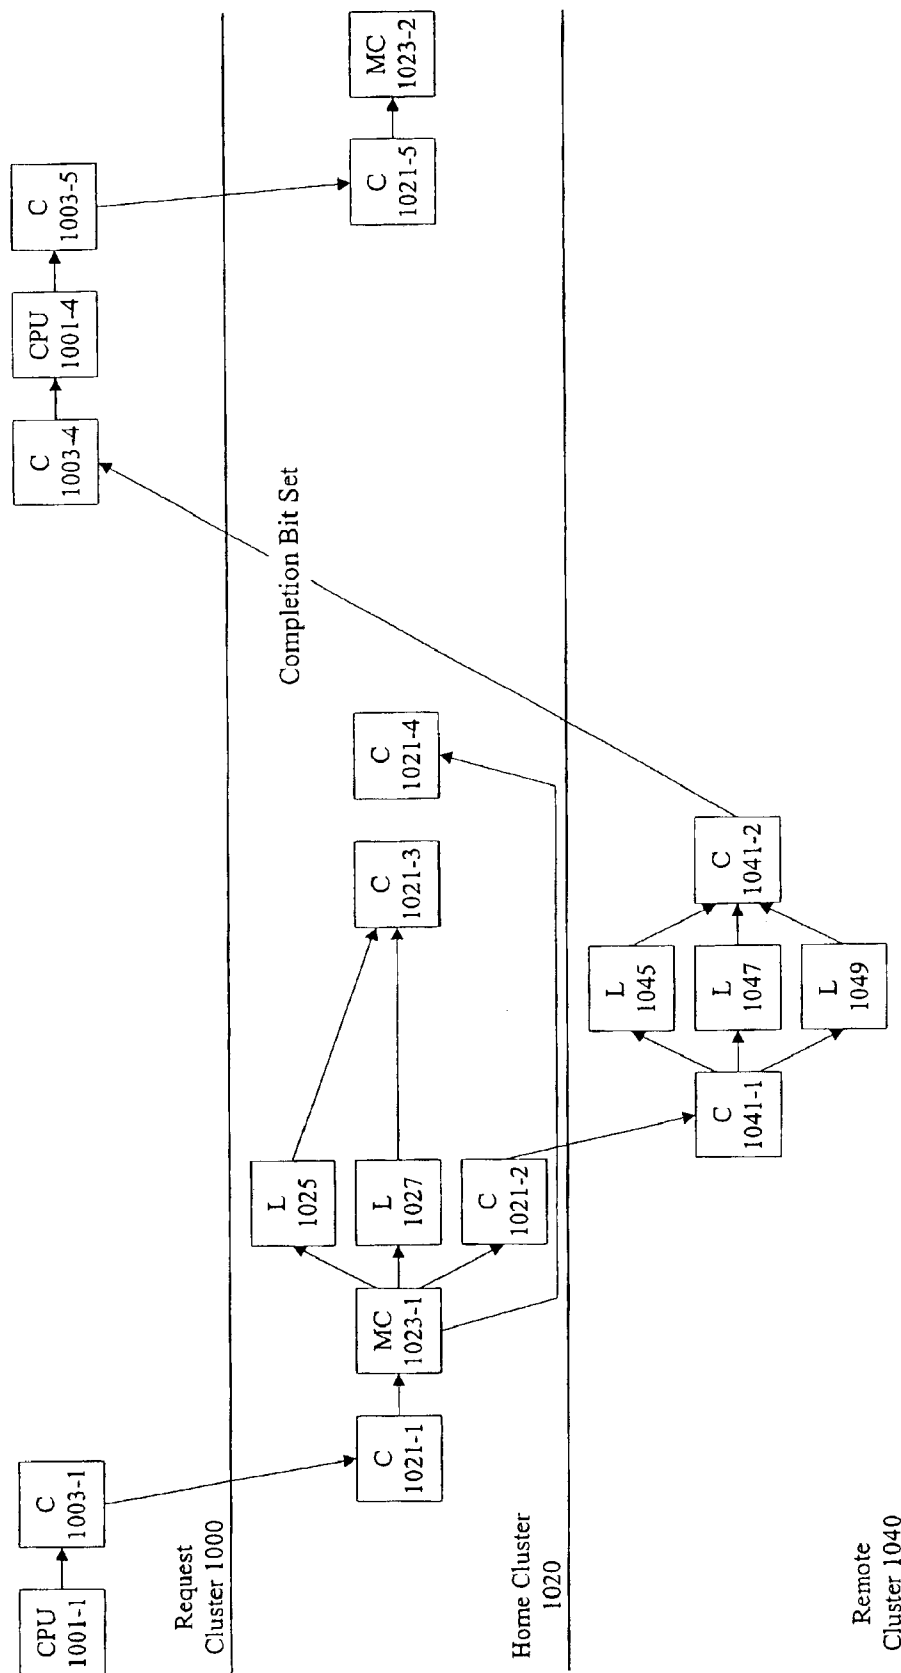 CPU
1001-1
C
1003-1
C
1003-4
CPU
1001-4
C
1003-5
Request
Cluster 1000
C
1021-1
MC
1023-1
L
1025
L
1027
C
1021-2
C
1021-3
C
1021-4
Completion Bit Set
C
1021-5
MC
1023-2
Home Cluster
1020
C
1041-1
L
1045
L
1047
L
1049
C
1041-2
Remote
Cluster 1040